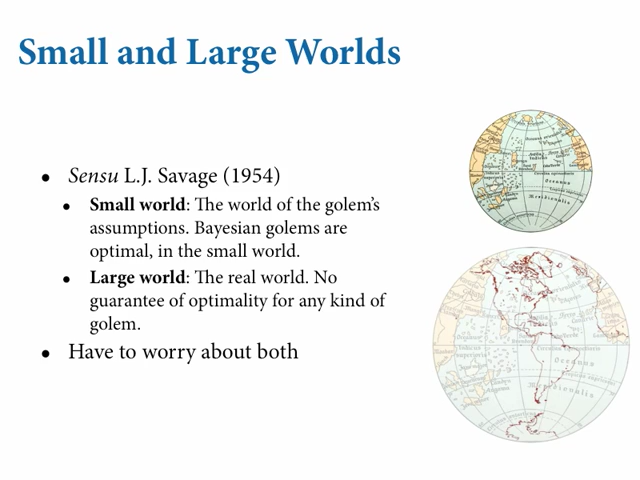 Small and Large Worlds
• Sensu L.J. Savage (1954)
• Small world: The world of the golem's
assumptions. Bayesian golems are
optimal, in the small world.
• Large world: The real world. No
guarantee of optimality for any kind of
golem.
• Have to worry about both